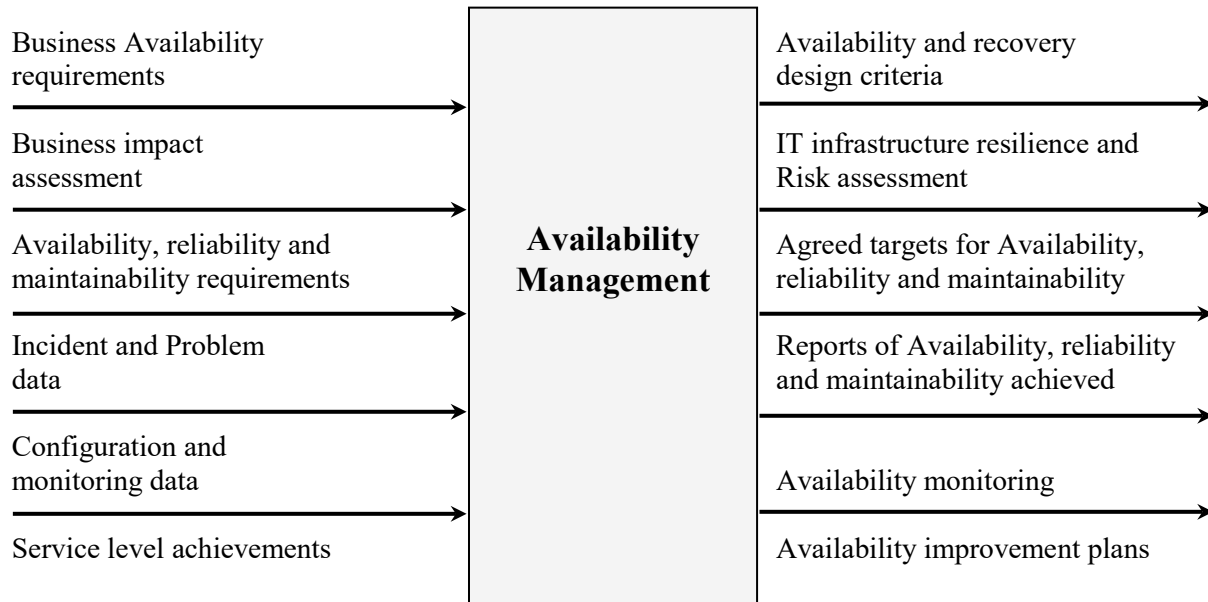 Business Availability
requirements
Business impact
assessment
Availability, reliability and
maintainability requirements
Incident and Problem
data
Configuration and
monitoring data
Service level achievements
Availability
Management
Availability and recovery
design criteria
IT infrastructure resilience and
Risk assessment
Agreed targets for Availability,
reliability and maintainability
Reports of Availability, reliability
and maintainability achieved
Availability monitoring
Availability improvement plans